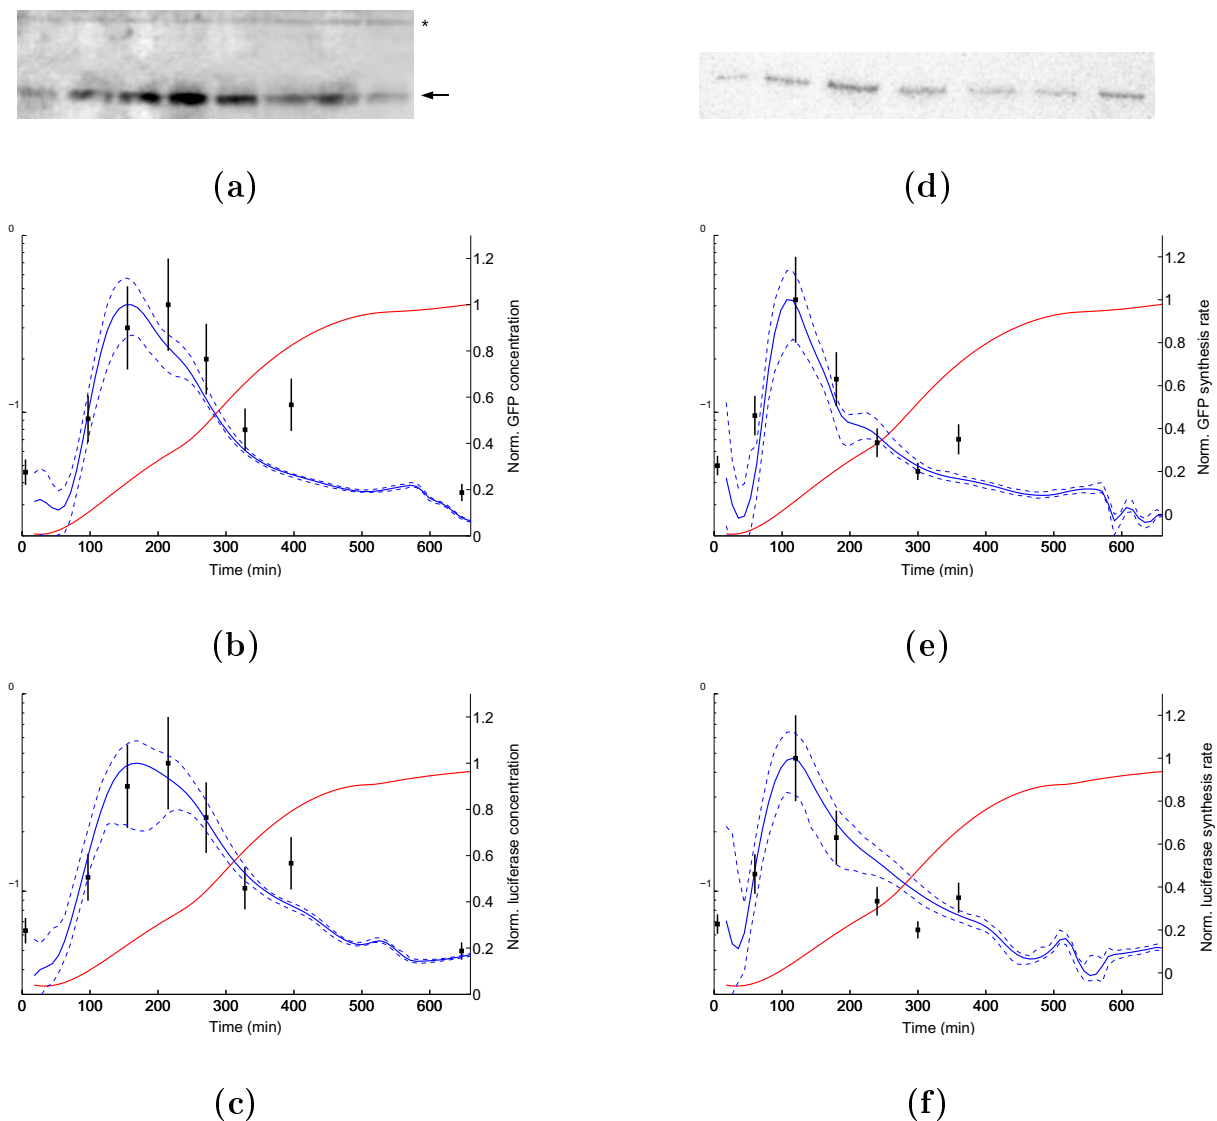 *
(a)
(d)
0
−1
0 100 200 300 400 500 600
0 0.2 0.4 0.6 0.8 1 1.2
Time (min)
Norm. GFP concentration
(b)
0
−1
0 100 200 300 400 500 600
0 0.2 0.4 0.6 0.8 1 1.2
Time (min)
Norm. GFP synthesis rate
(e)
0
−1
0 100 200 300 400 500 600
0 0.2 0.4 0.6 0.8 1 1.2
Time (min)
Norm. luciferase concentration
(c)
0
−1
0 100 200 300 400 500 600
0 0.2 0.4 0.6 0.8 1 1.2
Time (min)
Norm. luciferase synthesis rate
(f)